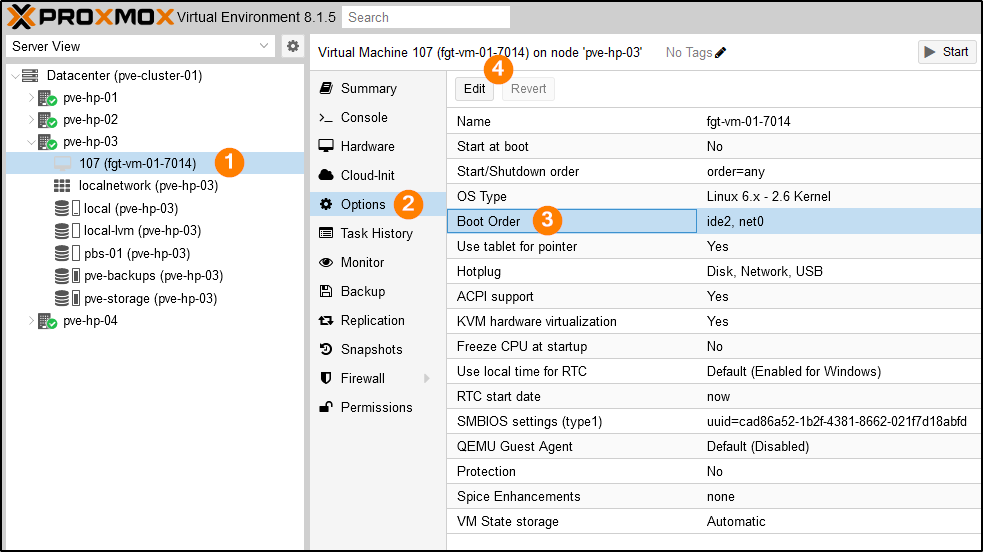 PROXMOX Virtual Environment 8.1.5 Search
Server View
Datacenter (pve-cluster-01)
pve-hp-01
pve-hp-02
pve-hp-03
107 (fgt-vm-01-7014) 1
localnetwork (pve-hp-03)
local (pve-hp-03)
local-lvm (pve-hp-03)
pbs-01 (pve-hp-03)
pve-backups (pve-hp-03)
pve-storage (pve-hp-03)
pve-hp-04
Virtual Machine 107 (fgt-vm-01-7014) on node 'pve-hp-03' No Tags Start
Summary
Console
Hardware
Cloud-Init
Options 2
Task History
Monitor
Backup
Replication
Snapshots
Firewall
Permissions
4
Edit Revert
Name fgt-vm-01-7014
Start at boot No
Start/Shutdown order order=any
OS Type Linux 6.x - 2.6 Kernel
Boot Order 3 ide2, net0
Use tablet for pointer Yes
Hotplug Disk, Network, USB
ACPI support Yes
KVM hardware virtualization Yes
Freeze CPU at startup No
Use local time for RTC Default (Enabled for Windows)
RTC start date now
SMBIOS settings (type1) uuid=cad86a52-1b2f-4381-8662-021f7d18abfd
QEMU Guest Agent Default (Disabled)
Protection No
Spice Enhancements none
VM State storage Automatic